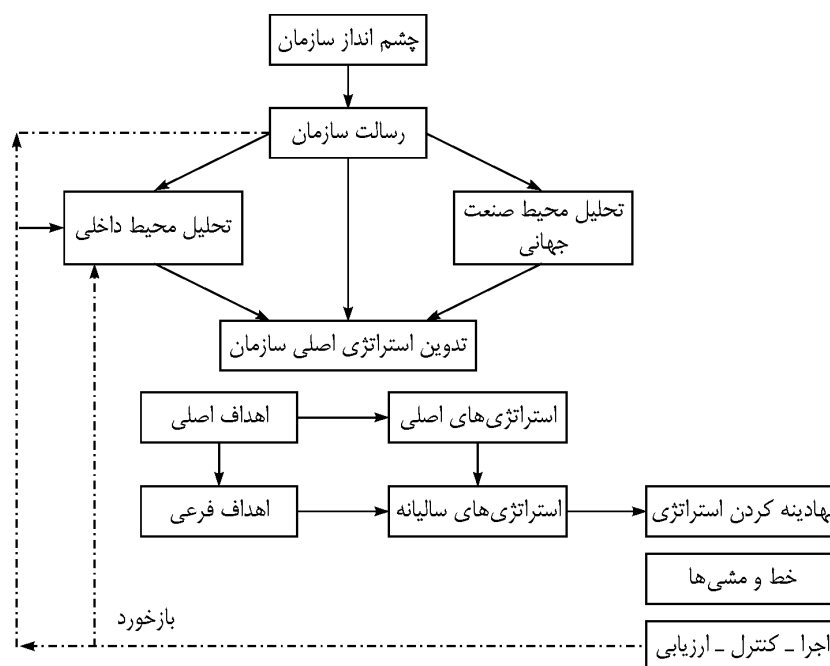 چشم انداز سازمان
رسالت سازمان
تحلیل محیط صنعت
جهانی
تحلیل محیط داخلی
تدوین استراتژی اصلی سازمان
استراتژی‌های اصلی
اهداف اصلی
نهادینه کردن استراتژی
استراتژی‌های سالیانه
اهداف فرعی
خط و مشی‌ها
بازخورد
اجرا ـ کنترل ـ ارزیابی